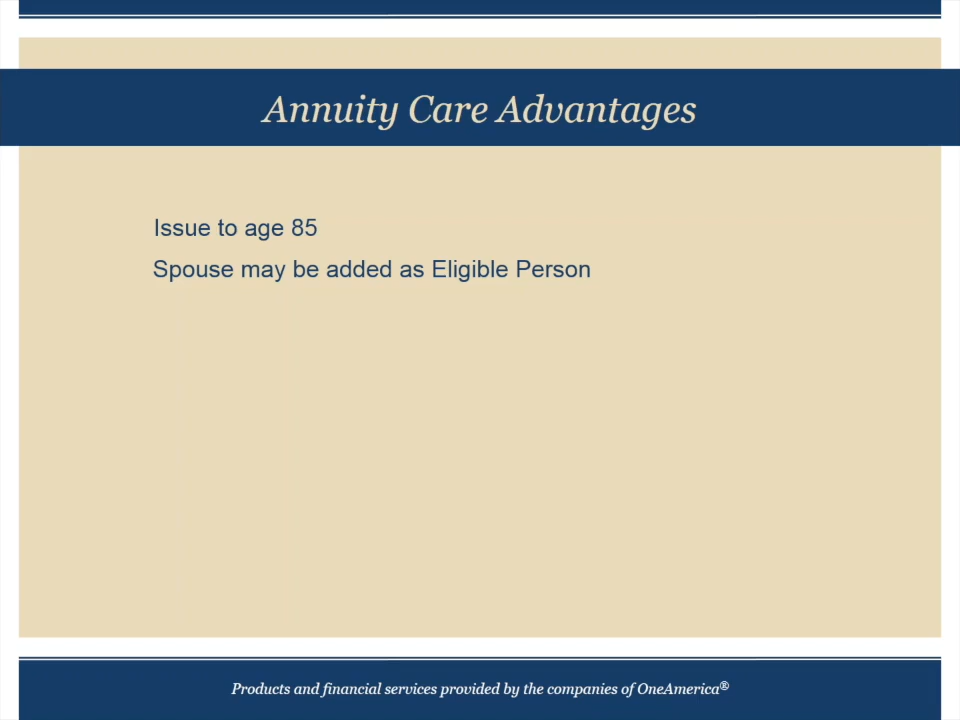 Annuity Care Advantages
Issue to age 85
Spouse may be added as Eligible Person
Products and financial services provided by the companies of OneAmerica®